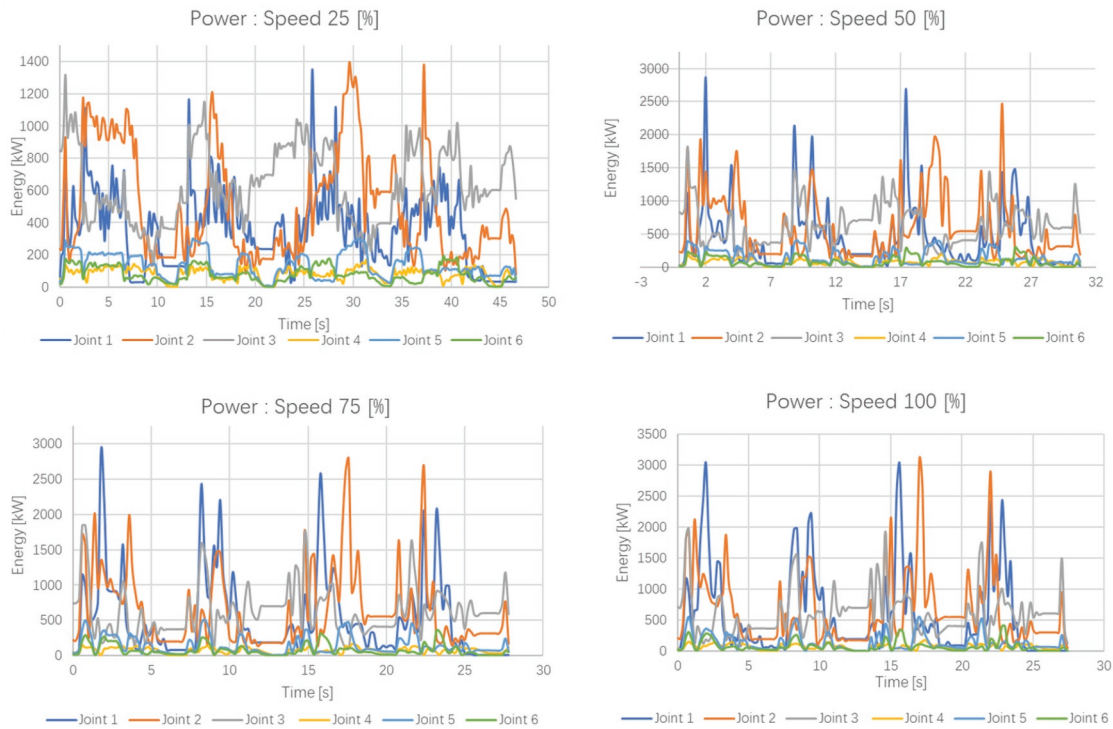 Power : Speed 25 [%]
Energy [kW]
1400
1200
1000
800
600
400
200
0
0 5 10 15 20 25 30 35 40 45 50
Time [s]
Joint 1 Joint 2 Joint 3 Joint 4 Joint 5 Joint 6
Power : Speed 50 [%]
Energy [kW]
3000
2500
2000
1500
1000
500
0
-3 2 7 12 17 22 27 32
Time [s]
Joint 1 Joint 2 Joint 3 Joint 4 Joint 5 Joint 6
Power : Speed 75 [%]
Energy [kW]
3000
2500
2000
1500
1000
500
0
0 5 10 15 20 25 30
Time [s]
Joint 1 Joint 2 Joint 3 Joint 4 Joint 5 Joint 6
Power : Speed 100 [%]
Energy [kW]
3500
3000
2500
2000
1500
1000
500
0
0 5 10 15 20 25 30
Time [s]
Joint 1 Joint 2 Joint 3 Joint 4 Joint 5 Joint 6